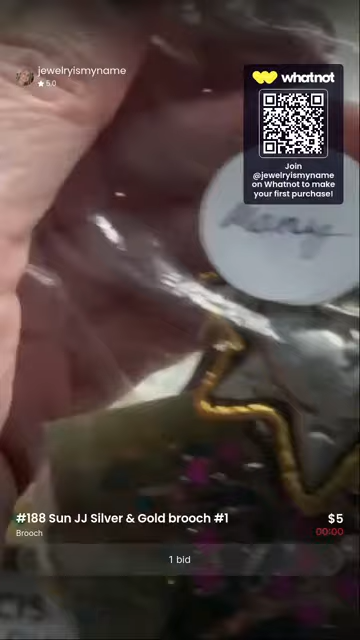 jewelryismyname
★ 5.0
whatnot
Join
@jewelryismyname
on Whatnot to make
your first purchase!
#188 Sun JJ Silver & Gold brooch #1
$5
Brooch
00:00
1 bid